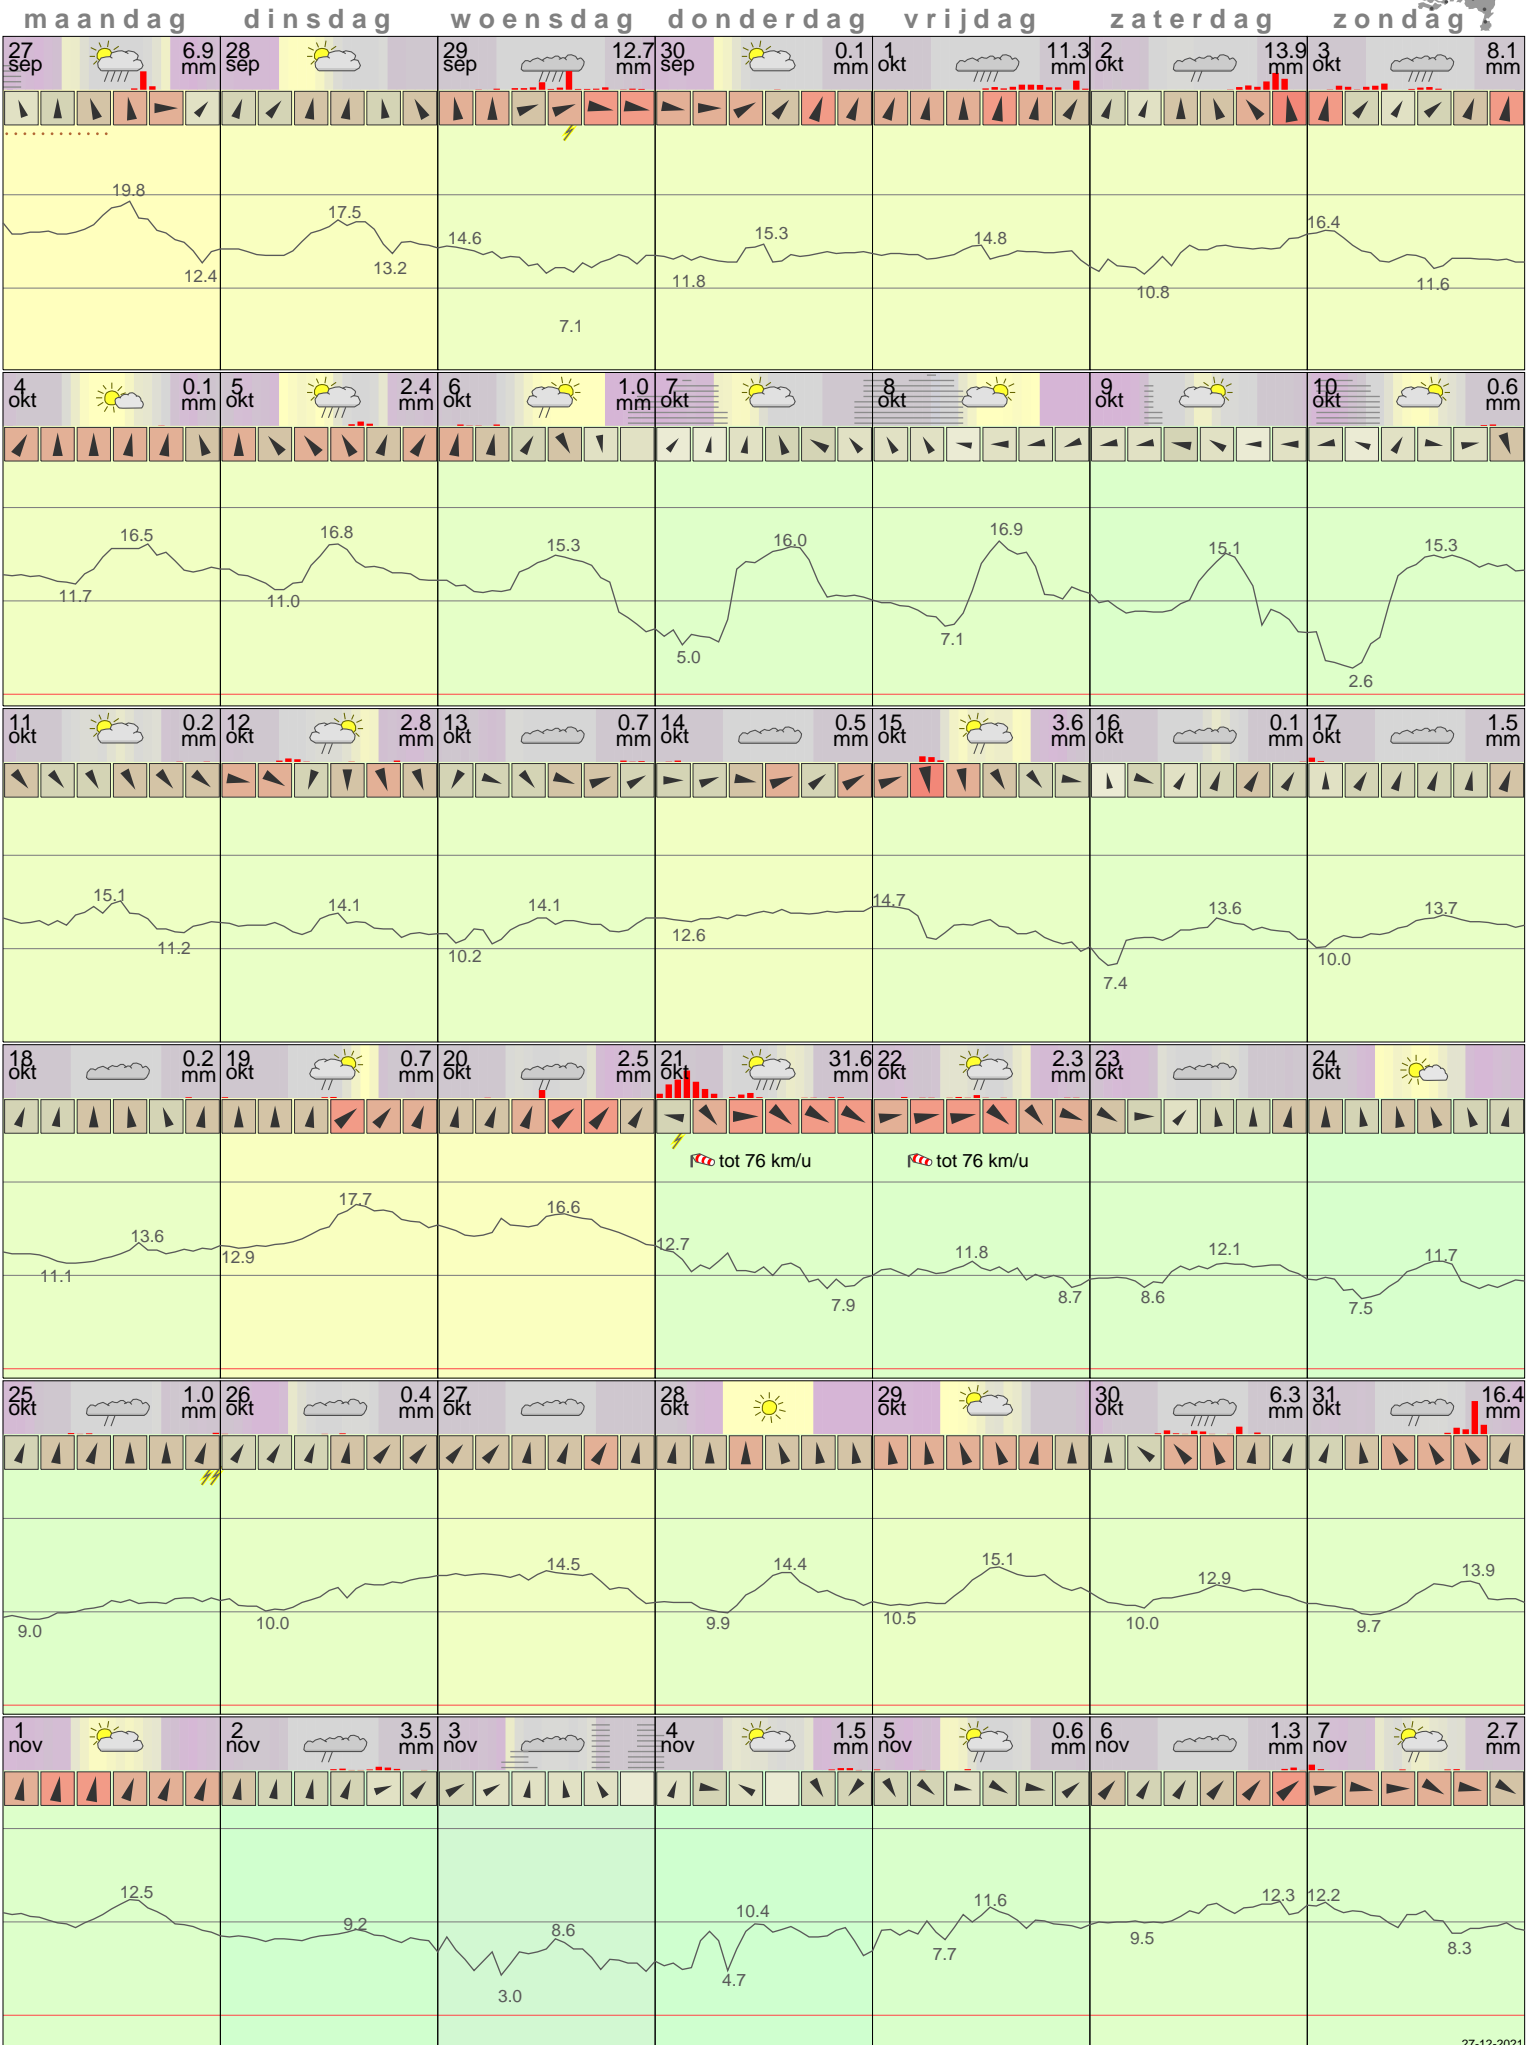 maandag dinsdag woensdag donderdag vrijdag zaterdag zondag
27 sep 6.9 mm 28 sep 29 sep 12.7 mm 30 sep 0.1 mm 1 okt 11.3 mm 2 okt 13.9 mm 3 okt 8.1 mm
19.8 12.4 17.5 13.2 14.6 7.1 11.8 15.3 14.8 10.8 16.4 11.6
4 okt 0.1 mm 5 okt 2.4 mm 6 okt 1.0 mm 7 okt 8 okt 9 okt 10 okt 0.6 mm
11.7 16.5 11.0 16.8 15.3 5.0 16.0 7.1 16.9 15.1 2.6 15.3
11 okt 0.2 mm 12 okt 2.8 mm 13 okt 0.7 mm 14 okt 0.5 mm 15 okt 3.6 mm 16 okt 0.1 mm 17 okt 1.5 mm
15.1 11.2 14.1 10.2 14.1 12.6 14.7 7.4 13.6 10.0 13.7
18 okt 0.2 mm 19 okt 0.7 mm 20 okt 2.5 mm 21 okt 31.6 mm 22 okt 2.3 mm 23 okt 24 okt
tot 76 km/u tot 76 km/u
11.1 13.6 12.9 17.7 16.6 12.7 7.9 11.8 8.7 8.6 12.1 7.5 11.7
25 okt 1.0 mm 26 okt 0.4 mm 27 okt 28 okt 29 okt 30 okt 6.3 mm 31 okt 16.4 mm
9.0 10.0 14.5 9.9 14.4 10.5 15.1 10.0 12.9 9.7 13.9
1 nov 2 nov 3.5 mm 3 nov 4 nov 1.5 mm 5 nov 0.6 mm 6 nov 1.3 mm 7 nov 2.7 mm
12.5 9.2 3.0 8.6 4.7 10.4 7.7 11.6 9.5 12.3 12.2 8.3
27-12-2021